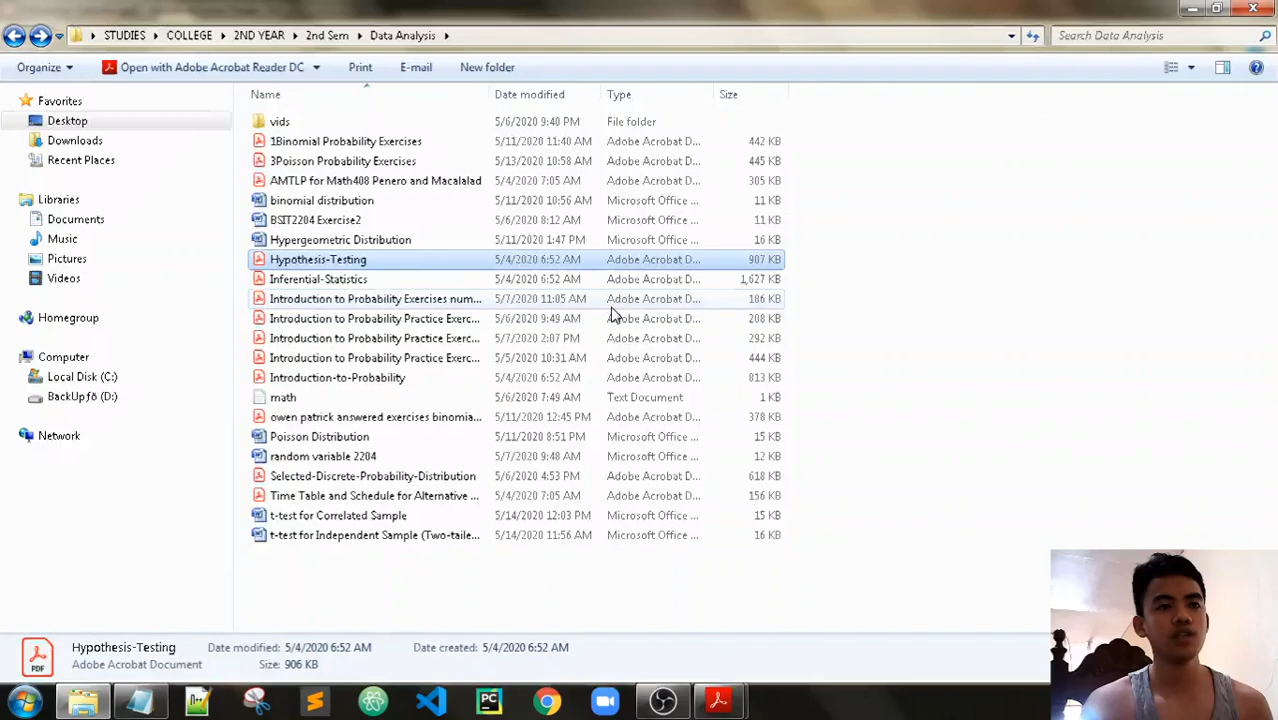 STUDIES COLLEGE 2ND YEAR 2nd Sem Data Analysis Search Data Analysis
Organize Open with Adobe Acrobat Reader DC Print E-mail New folder
Name Date modified Type Size
Favorites
Desktop
Downloads
Recent Places
Libraries
Documents
Music
Pictures
Videos
Homegroup
Computer
Local Disk (C:)
BackUpƒö (D:)
Network
vids 5/6/2020 9:40 PM File folder
1Binomial Probability Exercises 5/11/2020 11:40 AM Adobe Acrobat D... 442 KB
3Poisson Probability Exercises 5/13/2020 10:58 AM Adobe Acrobat D... 445 KB
AMTLP for Math408 Penero and Macalalad 5/4/2020 7:05 AM Adobe Acrobat D... 305 KB
binomial distribution 5/11/2020 10:56 AM Microsoft Office ... 11 KB
BSIT2204 Exercise2 5/6/2020 8:12 AM Microsoft Office ... 11 KB
Hypergeometric Distribution 5/11/2020 1:47 PM Microsoft Office ... 16 KB
Hypothesis-Testing 5/4/2020 6:52 AM Adobe Acrobat D... 907 KB
Inferential-Statistics 5/4/2020 6:52 AM Adobe Acrobat D... 1,627 KB
Introduction to Probability Exercises num... 5/7/2020 11:05 AM Adobe Acrobat D... 186 KB
Introduction to Probability Practice Exerc... 5/6/2020 9:49 AM Adobe Acrobat D... 208 KB
Introduction to Probability Practice Exerc... 5/7/2020 2:07 PM Adobe Acrobat D... 292 KB
Introduction to Probability Practice Exerc... 5/5/2020 10:31 AM Adobe Acrobat D... 444 KB
Introduction-to-Probability 5/4/2020 6:52 AM Adobe Acrobat D... 813 KB
math 5/6/2020 7:49 AM Text Document 1 KB
owen patrick answered exercises binomia... 5/11/2020 12:45 PM Adobe Acrobat D... 378 KB
Poisson Distribution 5/11/2020 8:51 PM Microsoft Office ... 15 KB
random variable 2204 5/7/2020 9:48 AM Microsoft Office ... 12 KB
Selected-Discrete-Probability-Distribution 5/6/2020 4:53 PM Adobe Acrobat D... 618 KB
Time Table and Schedule for Alternative ... 5/4/2020 7:05 AM Adobe Acrobat D... 156 KB
t-test for Correlated Sample 5/14/2020 12:03 PM Microsoft Office ... 15 KB
t-test for Independent Sample (Two-taile... 5/14/2020 11:56 AM Microsoft Office ... 16 KB
Hypothesis-Testing Date modified: 5/4/2020 6:52 AM Date created: 5/4/2020 6:52 AM
Adobe Acrobat Document Size: 906 KB
PDF
PC